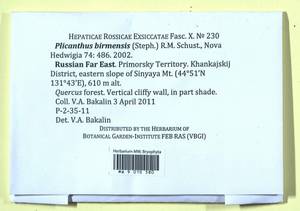 HEPATICAE ROSSICAE EXSICCATAE FASC. X. № 230
Plicanthus birmensis (Steph.) R.M. Schust., Nova
Hedwigia 74: 486. 2002.
Russian Far East. Primorsky Territory. Khankajskij
District, eastern slope of Sinyaya Mt. (44°51'N
131°43'E), 610 m alt.
Quercus forest. Vertical cliffy wall, in part shade.
Coll. V.A. Bakalin 3 April 2011
P-2-35-11
Det. V.A. Bakalin
DISTRIBUTED BY THE HERBARIUM OF
BOTANICAL GARDEN-INSTITUTE FEB RAS (VBGI)
Herbarium MW, Bryophyta